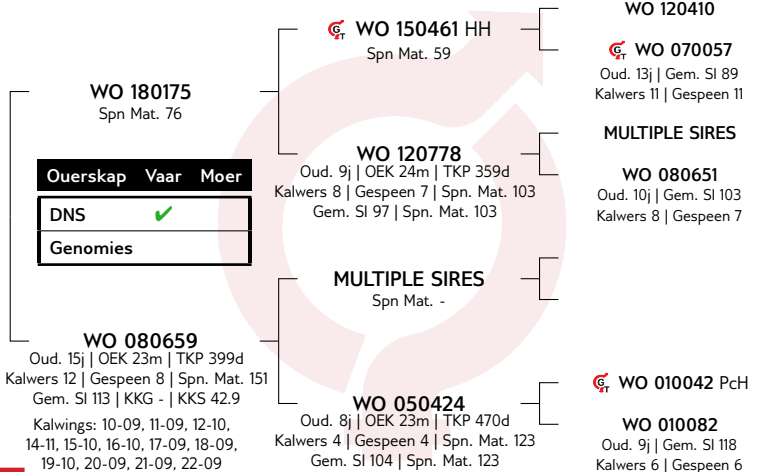 WO 180175
Spn Mat. 76
Ouerskap Vaar Moer
DNS ✔
Genomies
WO 080659
Oud. 15j | OEK 23m | TKP 399d
Kalwers 12 | Gespeen 8 | Spn. Mat. 151
Gem. SI 113 | KKG - | KKS 42.9
Kalwings: 10-09, 11-09, 12-10,
14-11, 15-10, 16-10, 17-09, 18-09,
19-10, 20-09, 21-09, 22-09
GT WO 150461 HH
Spn Mat. 59
WO 120778
Oud. 9j | OEK 24m | TKP 359d
Kalwers 8 | Gespeen 7 | Spn. Mat. 103
Gem. SI 97 | Spn. Mat. 103
MULTIPLE SIRES
Spn Mat. -
WO 050424
Oud. 8j | OEK 23m | TKP 470d
Kalwers 4 | Gespeen 4 | Spn. Mat. 123
Gem. SI 104 | Spn. Mat. 123
WO 120410
GT WO 070057
Oud. 13j | Gem. SI 89
Kalwers 11 | Gespeen 11
MULTIPLE SIRES
WO 080651
Oud. 10j | Gem. SI 103
Kalwers 8 | Gespeen 7
GT WO 010042 PcH
WO 010082
Oud. 9j | Gem. SI 118
Kalwers 6 | Gespeen 6